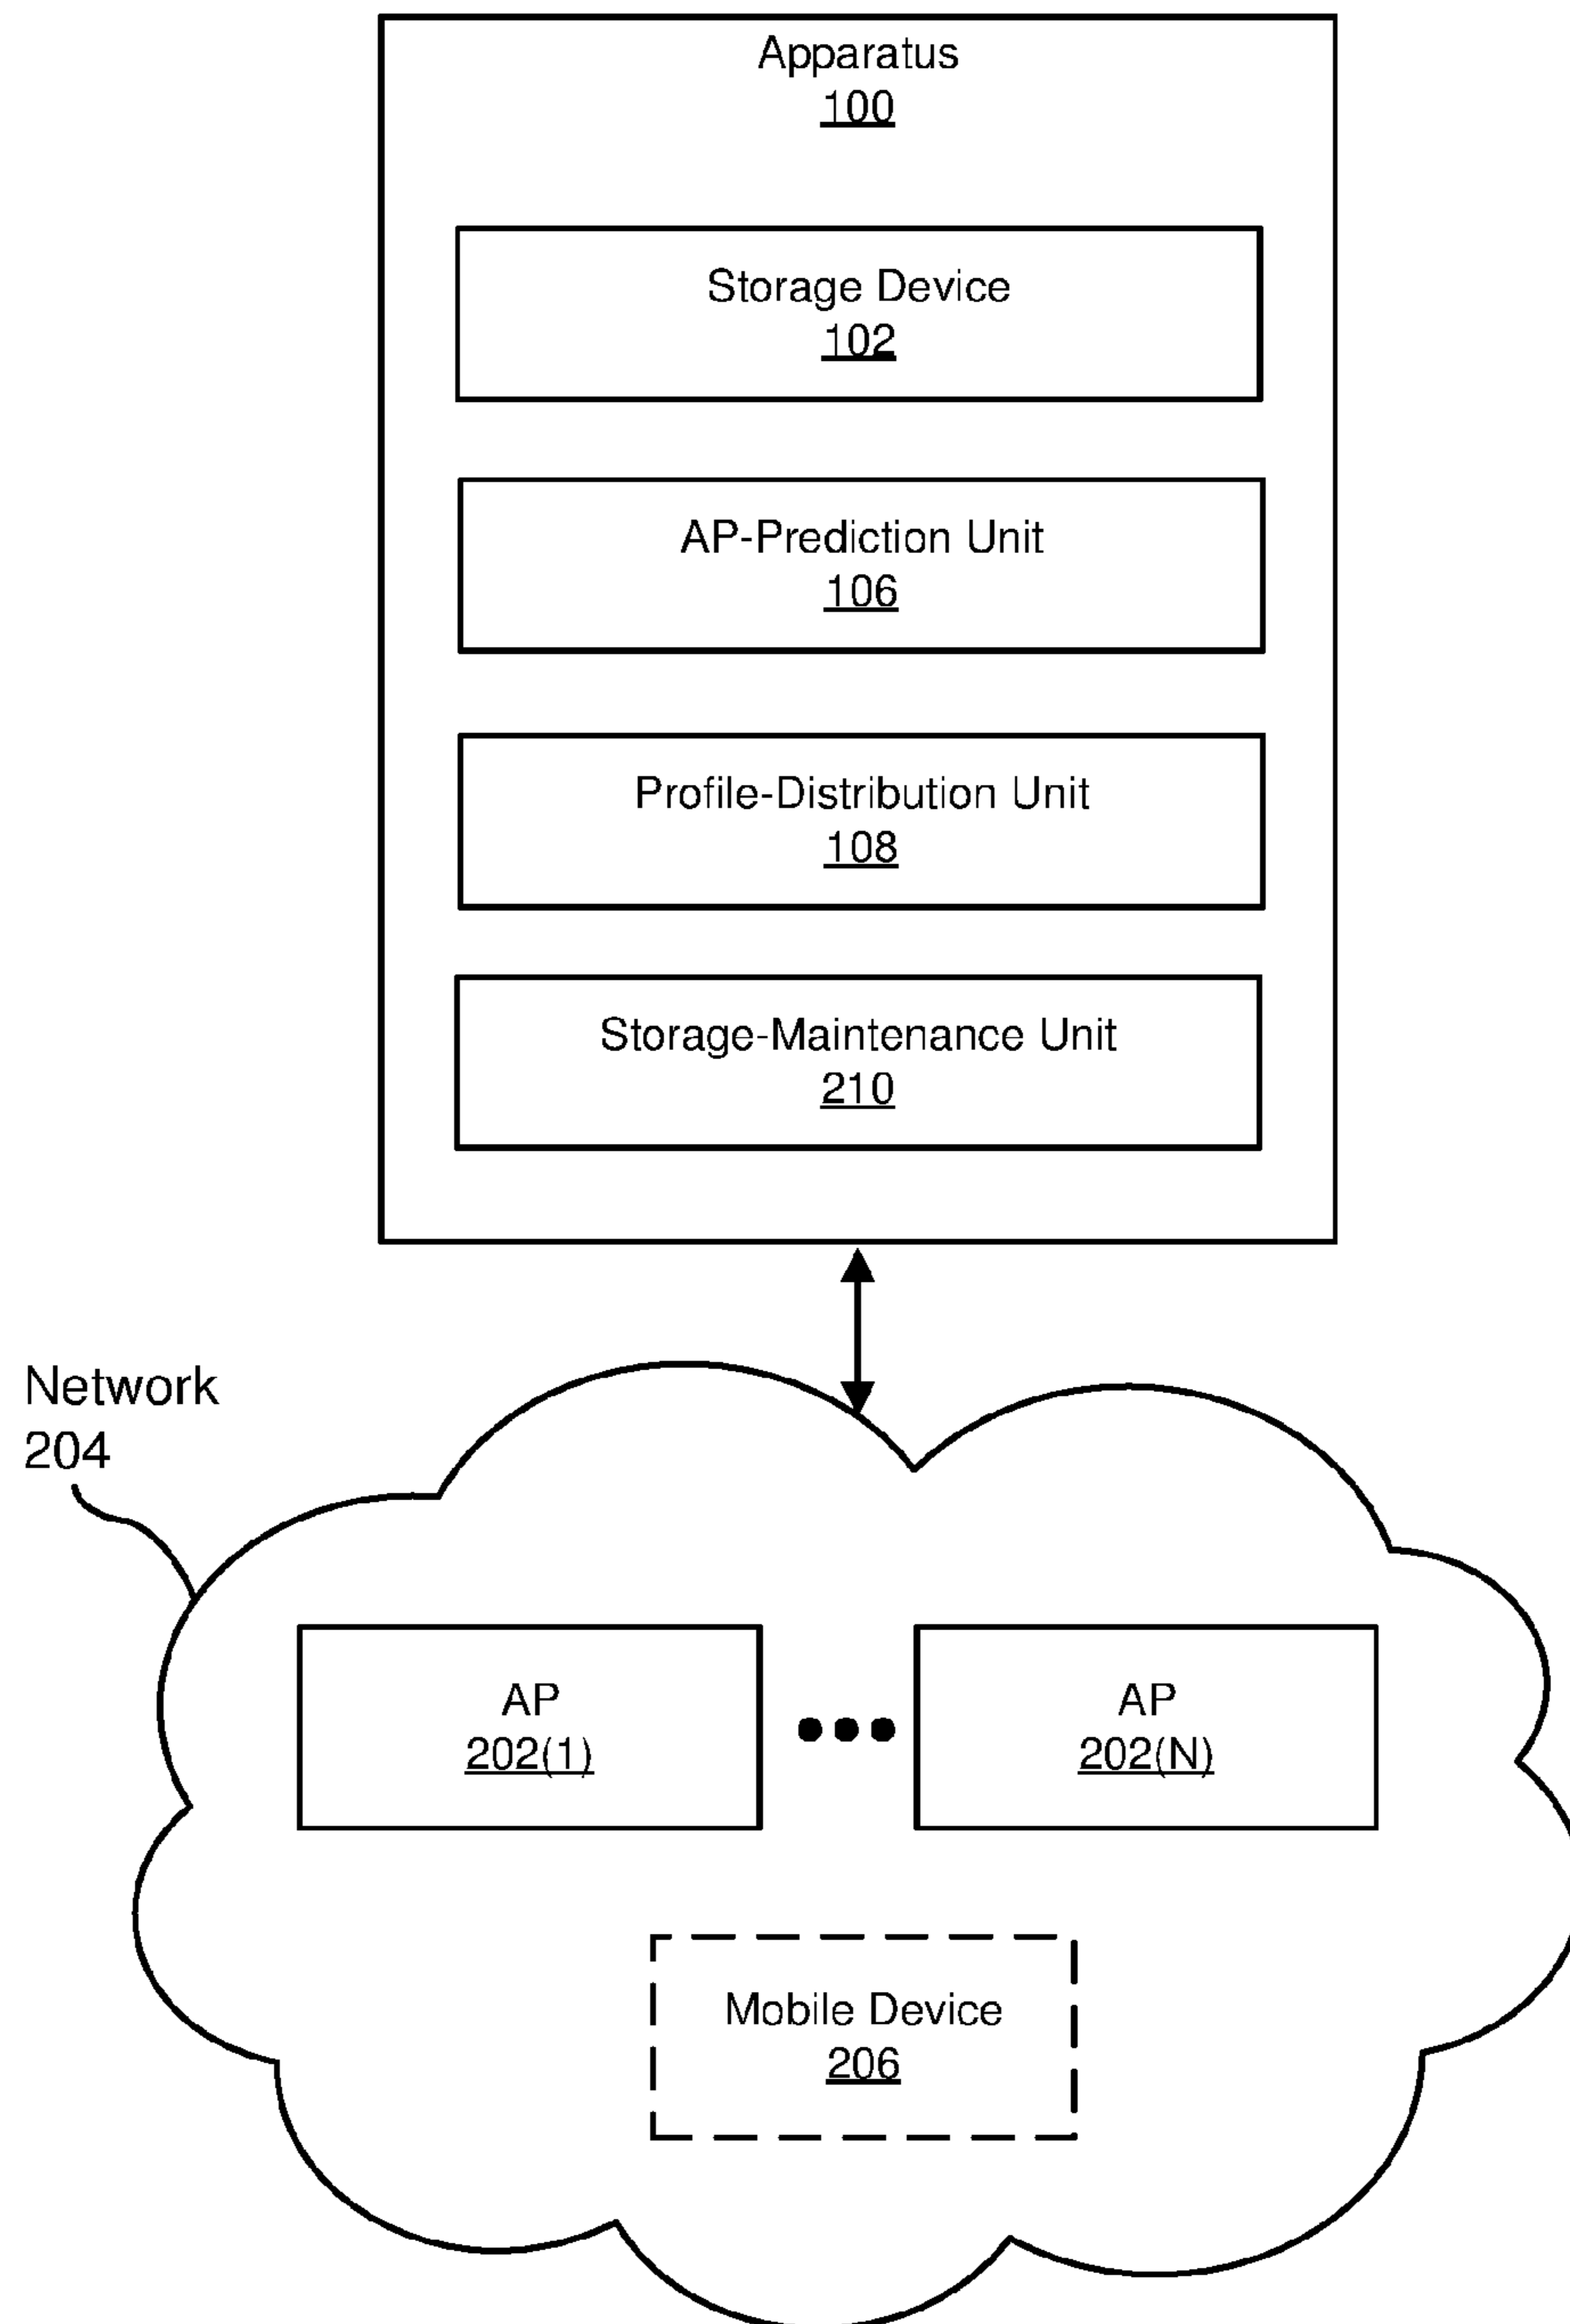 Apparatus
100
Storage Device
102
AP-Prediction Unit
106
Profile-Distribution Unit
108
Storage-Maintenance Unit
210
Network
204
AP
202(1)
AP
202(N)
Mobile Device
206